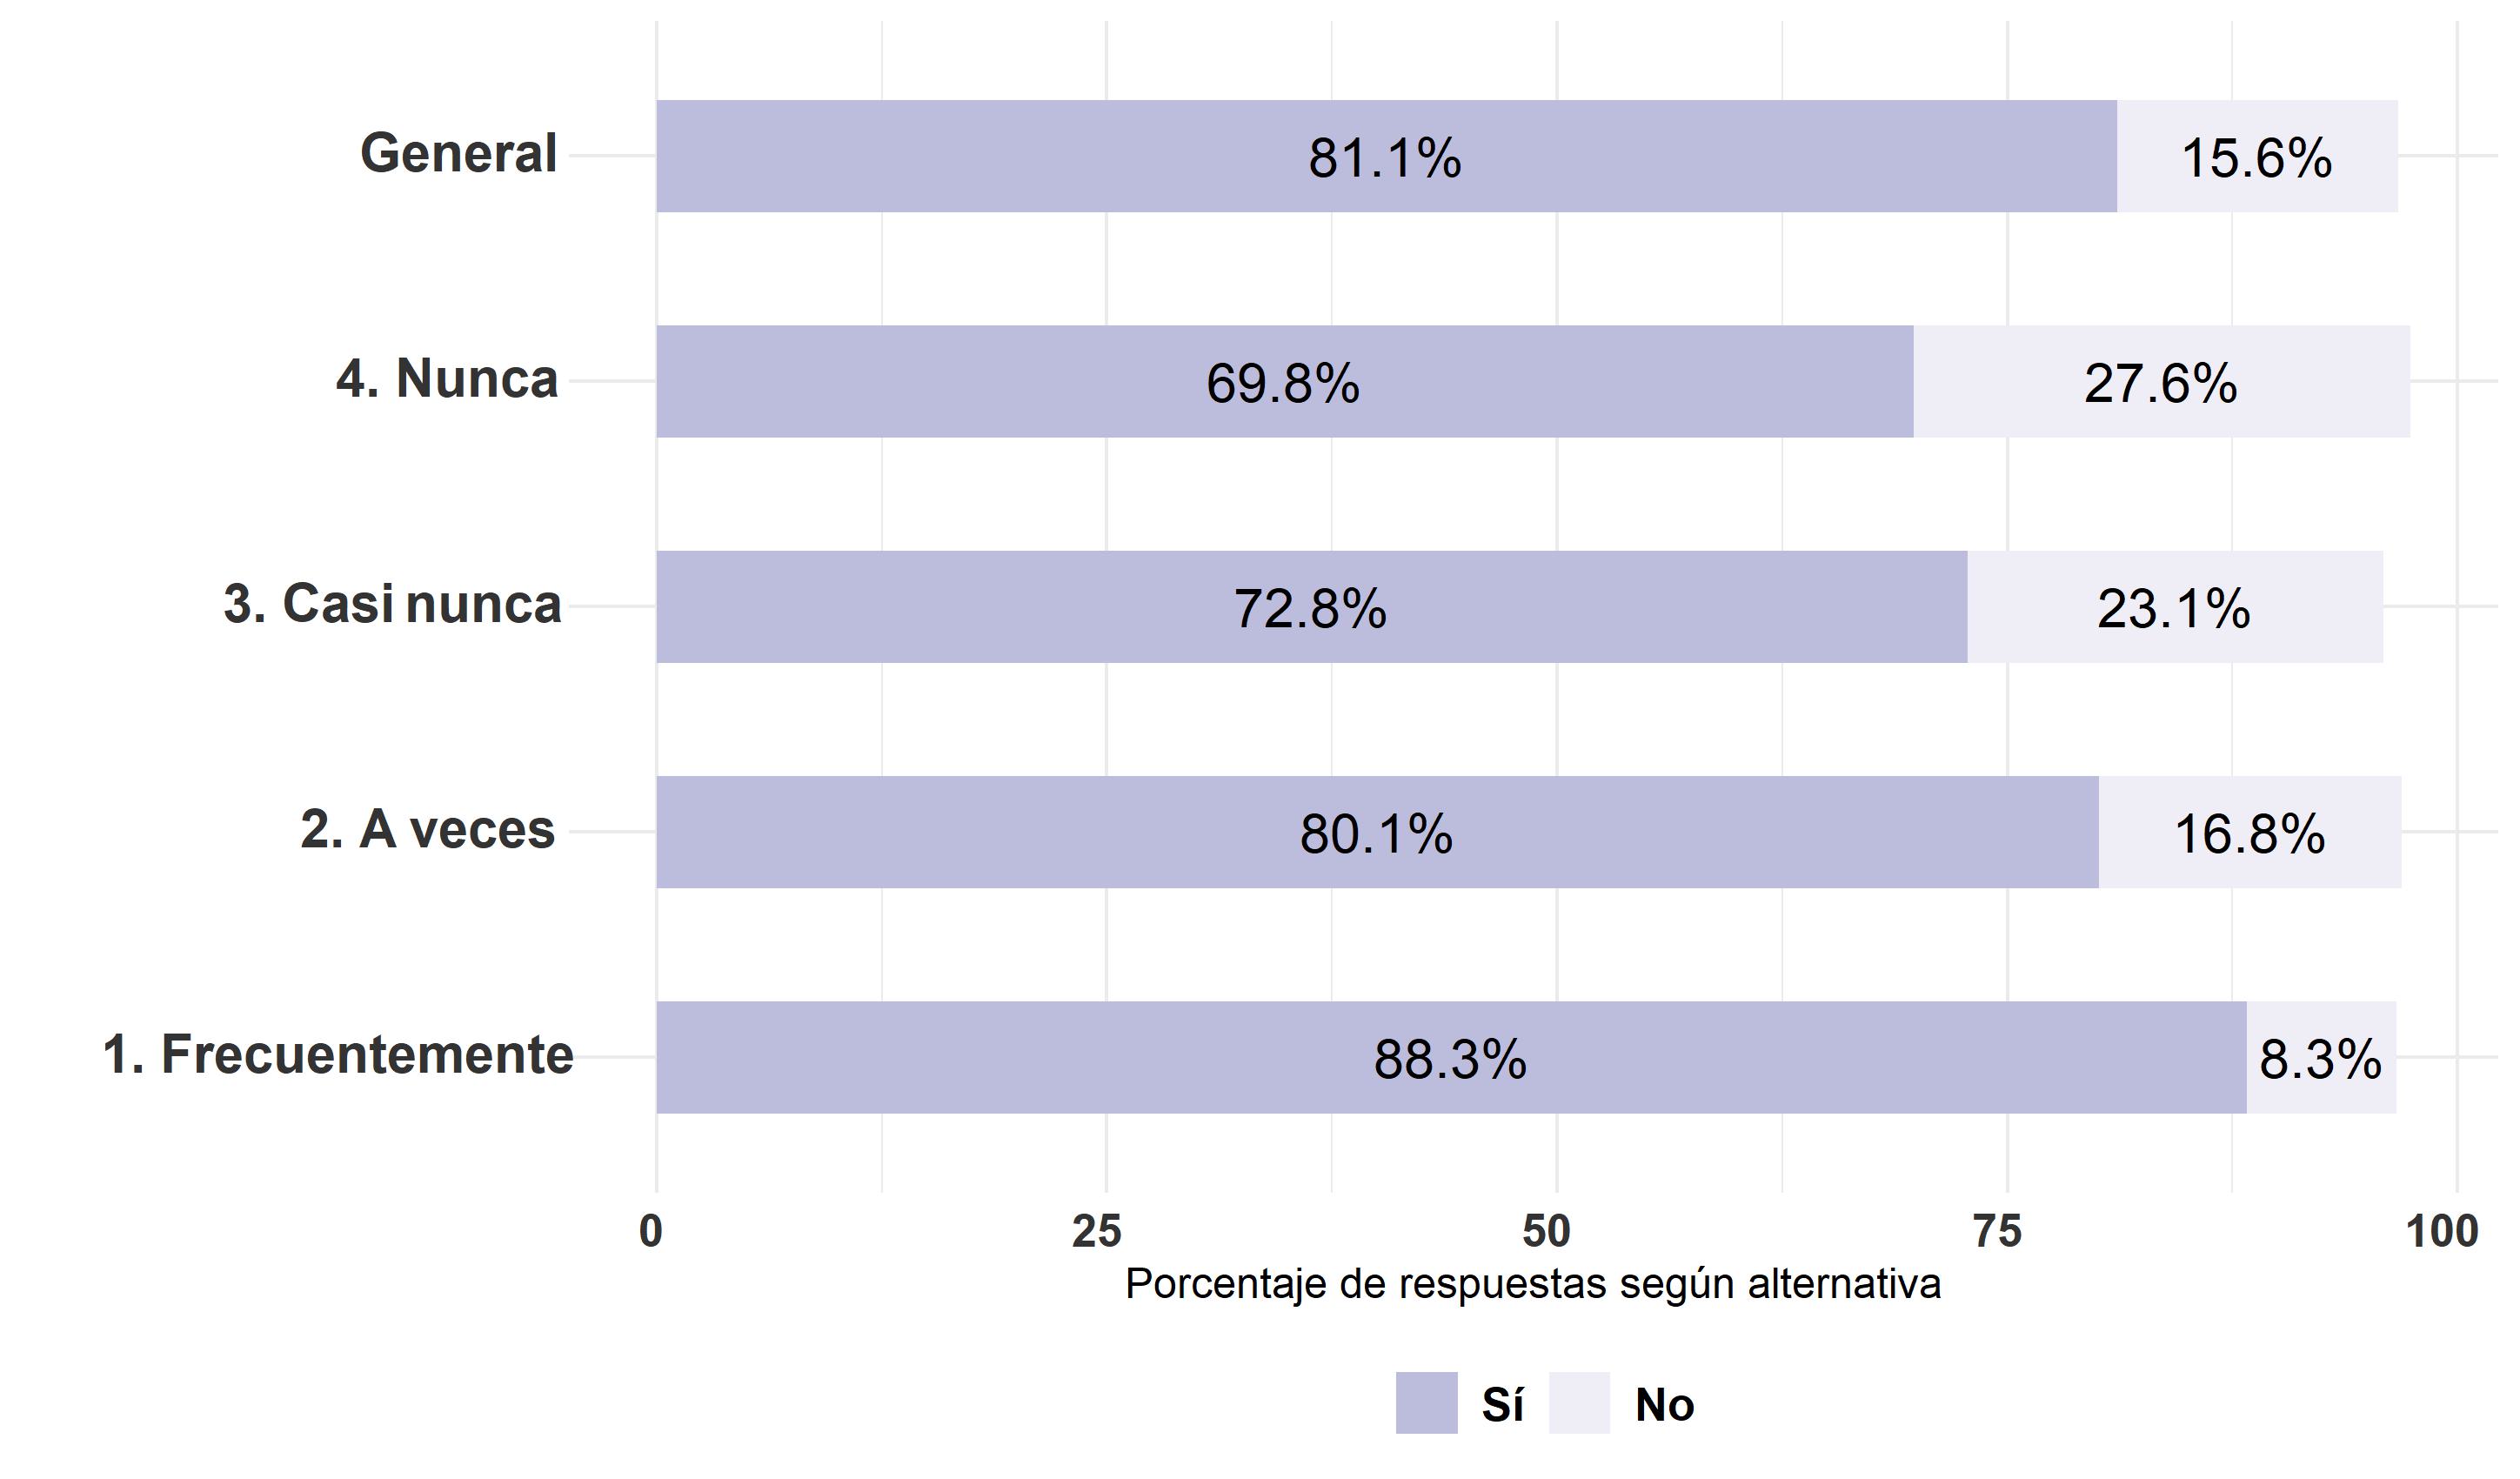 General 81.1% 15.6%
4. Nunca 69.8% 27.6%
3. Casi nunca 72.8% 23.1%
2. A veces 80.1% 16.8%
1. Frecuentemente 88.3% 8.3%
0 25 50 75 100
Porcentaje de respuestas según alternativa
Sí No